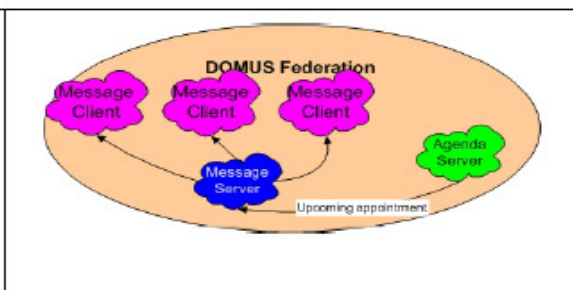 DOMUS Federation
Message
Client
Message
Client
Message
Client
Agenda
Server
Message
Server
Upcoming appointment